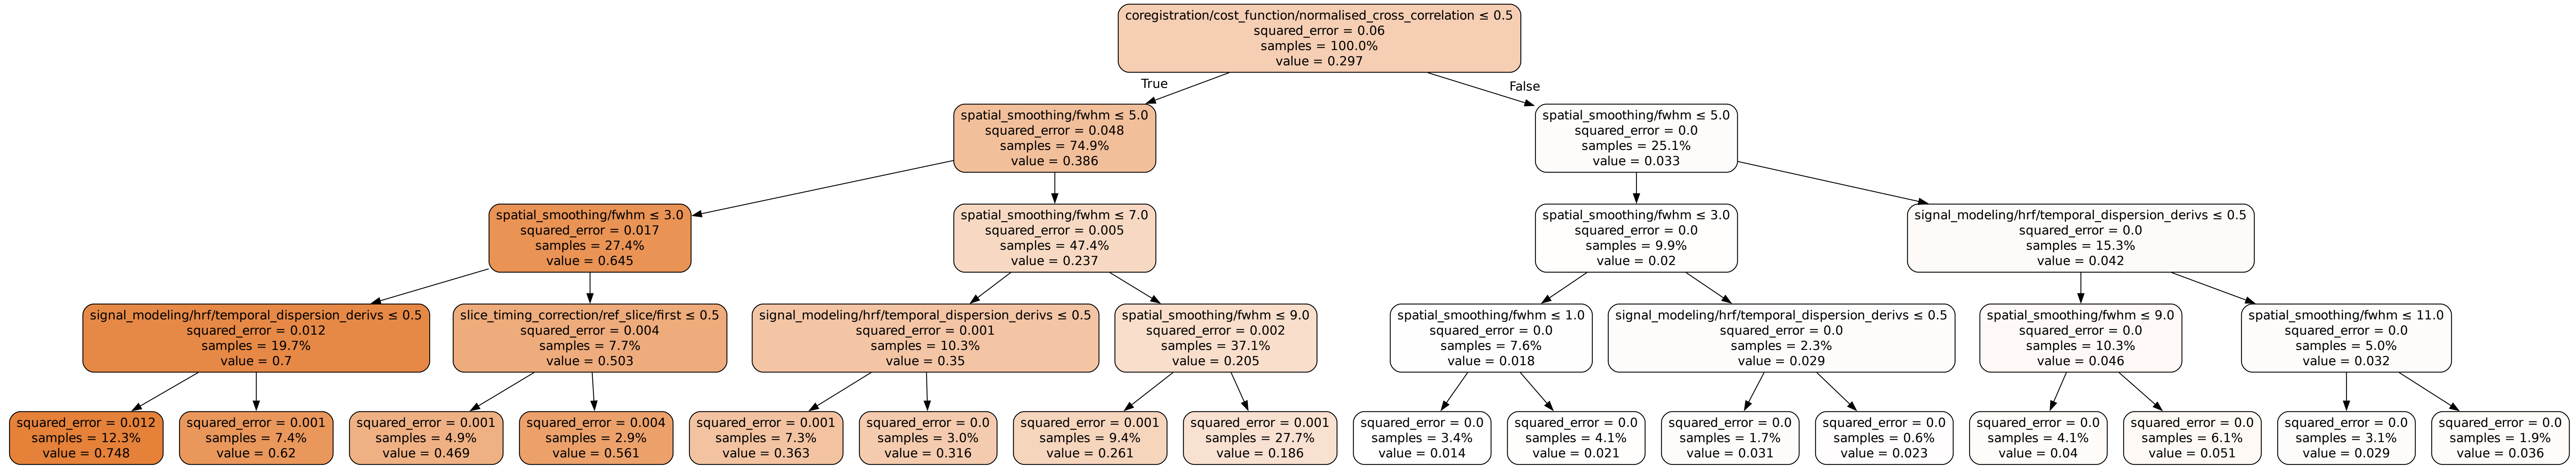 coregistration/cost_function/normalised_cross_correlation ≤ 0.5
squared_error = 0.06
samples = 100.0%
value = 0.297
True
False
spatial_smoothing/fwhm ≤ 5.0
squared_error = 0.048
samples = 74.9%
value = 0.386
spatial_smoothing/fwhm ≤ 5.0
squared_error = 0.0
samples = 25.1%
value = 0.033
spatial_smoothing/fwhm ≤ 3.0
squared_error = 0.017
samples = 27.4%
value = 0.645
spatial_smoothing/fwhm ≤ 7.0
squared_error = 0.005
samples = 47.4%
value = 0.237
spatial_smoothing/fwhm ≤ 3.0
squared_error = 0.0
samples = 9.9%
value = 0.02
signal_modeling/hrf/temporal_dispersion_derivs ≤ 0.5
squared_error = 0.0
samples = 15.3%
value = 0.042
signal_modeling/hrf/temporal_dispersion_derivs ≤ 0.5
squared_error = 0.012
samples = 19.7%
value = 0.7
slice_timing_correction/ref_slice/first ≤ 0.5
squared_error = 0.004
samples = 7.7%
value = 0.503
signal_modeling/hrf/temporal_dispersion_derivs ≤ 0.5
squared_error = 0.001
samples = 10.3%
value = 0.35
spatial_smoothing/fwhm ≤ 9.0
squared_error = 0.002
samples = 37.1%
value = 0.205
spatial_smoothing/fwhm ≤ 1.0
squared_error = 0.0
samples = 7.6%
value = 0.018
signal_modeling/hrf/temporal_dispersion_derivs ≤ 0.5
squared_error = 0.0
samples = 2.3%
value = 0.029
spatial_smoothing/fwhm ≤ 9.0
squared_error = 0.0
samples = 10.3%
value = 0.046
spatial_smoothing/fwhm ≤ 11.0
squared_error = 0.0
samples = 5.0%
value = 0.032
squared_error = 0.012
samples = 12.3%
value = 0.748
squared_error = 0.001
samples = 7.4%
value = 0.62
squared_error = 0.001
samples = 4.9%
value = 0.469
squared_error = 0.004
samples = 2.9%
value = 0.561
squared_error = 0.001
samples = 7.3%
value = 0.363
squared_error = 0.0
samples = 3.0%
value = 0.316
squared_error = 0.001
samples = 9.4%
value = 0.261
squared_error = 0.001
samples = 27.7%
value = 0.186
squared_error = 0.0
samples = 3.4%
value = 0.014
squared_error = 0.0
samples = 4.1%
value = 0.021
squared_error = 0.0
samples = 1.7%
value = 0.031
squared_error = 0.0
samples = 0.6%
value = 0.023
squared_error = 0.0
samples = 4.1%
value = 0.04
squared_error = 0.0
samples = 6.1%
value = 0.051
squared_error = 0.0
samples = 3.1%
value = 0.029
squared_error = 0.0
samples = 1.9%
value = 0.036